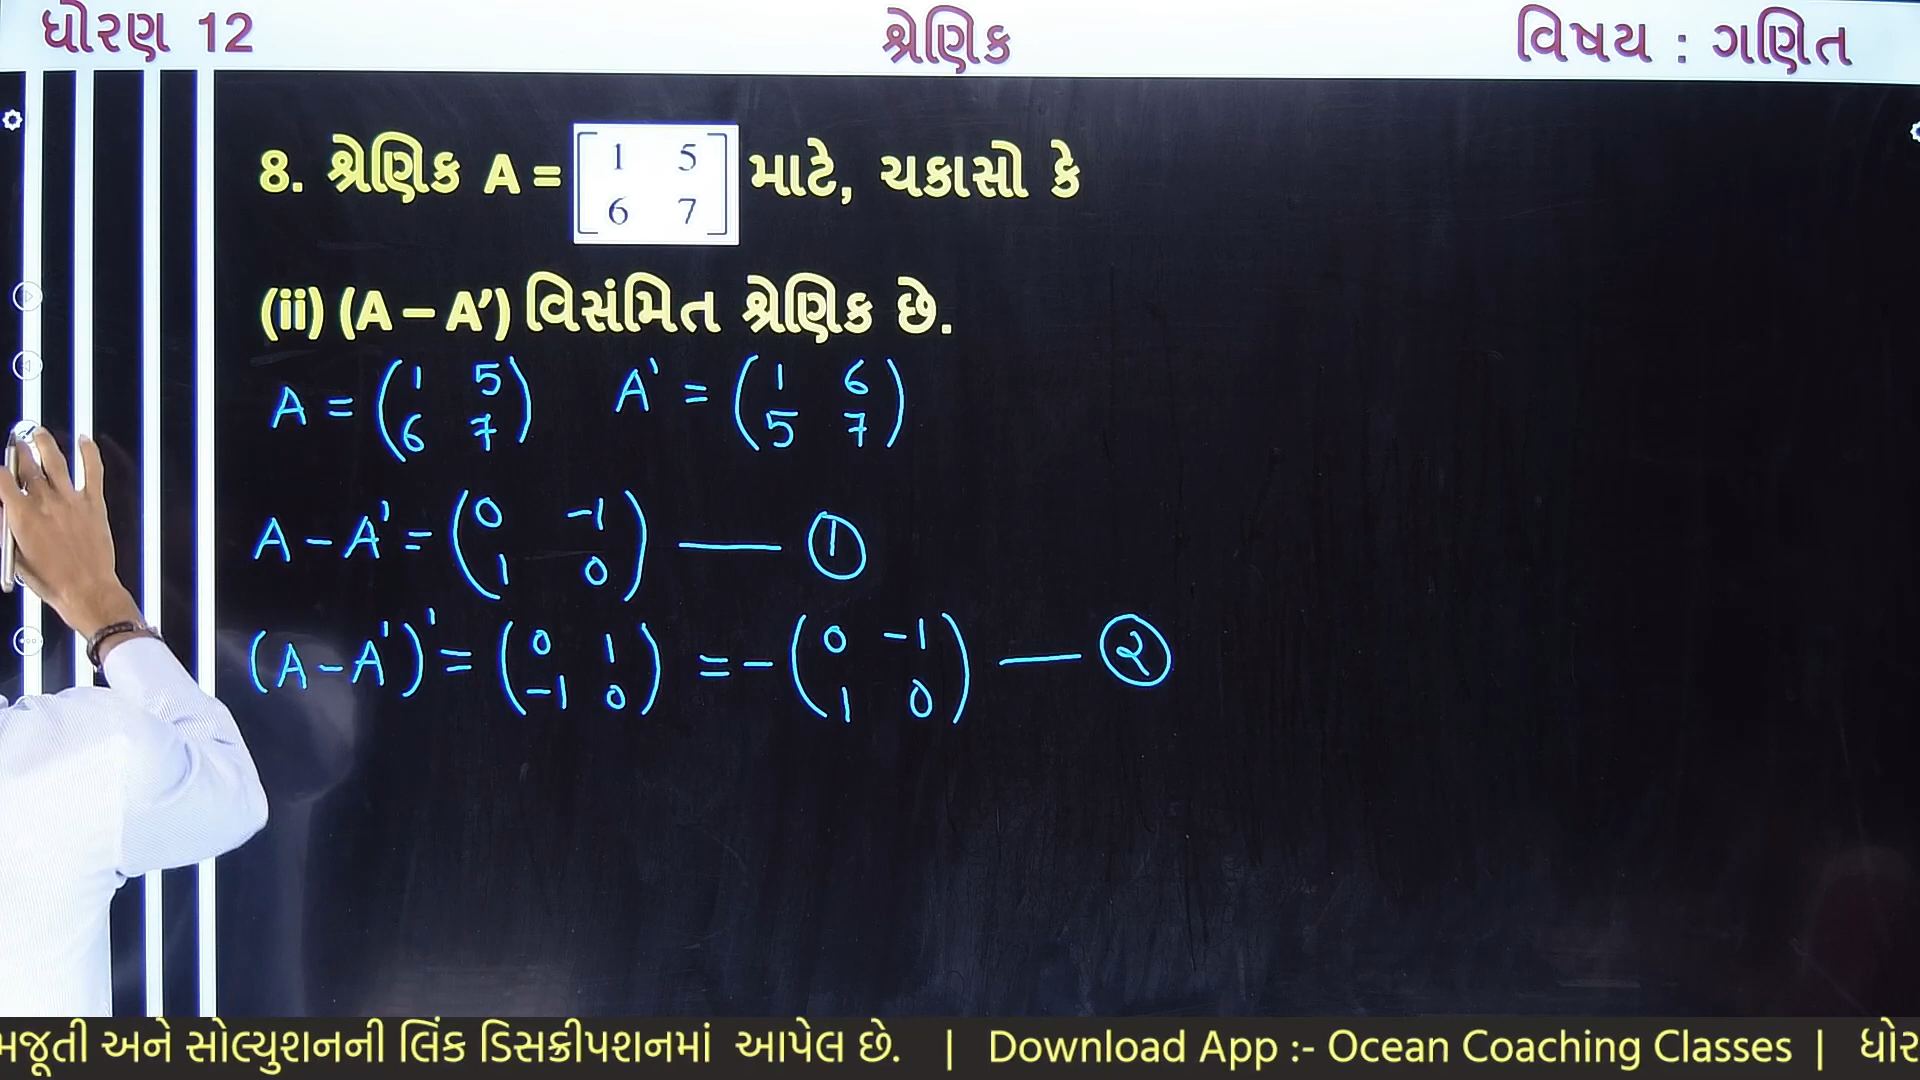 ધોરણ 12 શ્રેણિક વિષય : ગણિત
8. શ્રેણિક A = [1 5
6 7] માટે, ચકાસો કે
(ii) (A – A′) વિસંમિત શ્રેણિક છે.
A = (1 5 A' = (1 6
6 7) 5 7)
A - A' = (0 -1
1 0) — ①
(A - A')' = (0 1 = - (0 -1
-1 0) 1 0) — ૨
મજૂતી અને સોલ્યુશનની લિંક ડિસક્રીપશનમાં આપેલ છે. | Download App :- Ocean Coaching Classes | ધોર